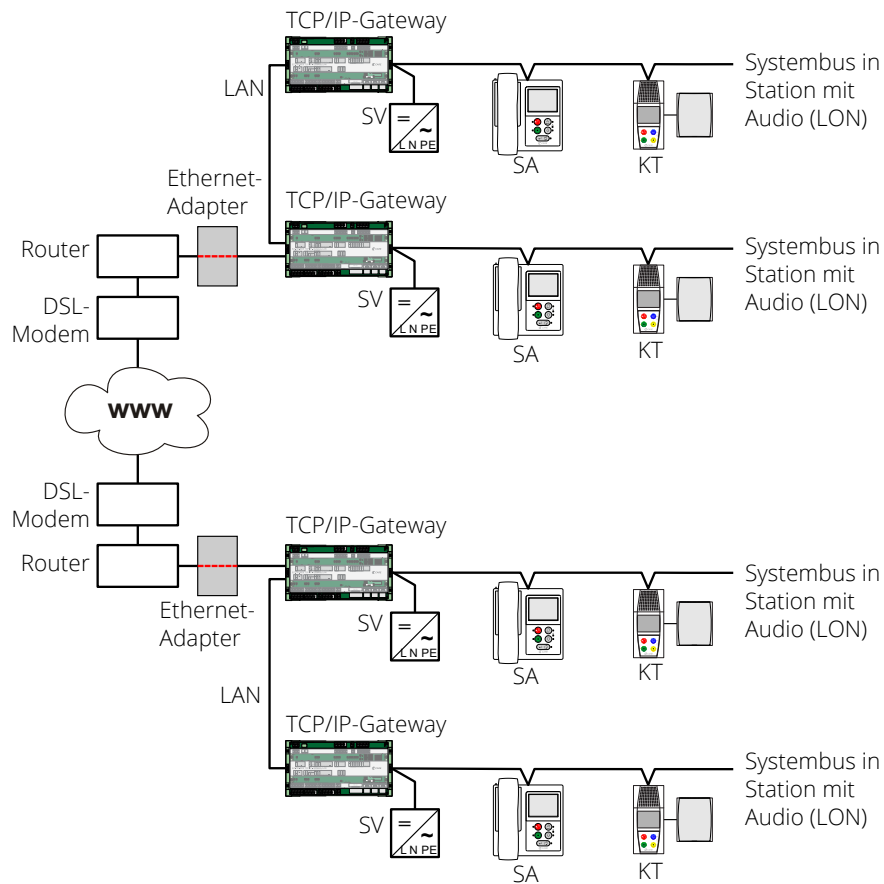 TCP/IP-Gateway
LAN
SV
=
~
L N PE
SA
KT
Systembus in
Station mit
Audio (LON)
Ethernet-
Adapter
TCP/IP-Gateway
Router
DSL-
Modem
SV
=
~
L N PE
SA
KT
Systembus in
Station mit
Audio (LON)
www
DSL-
Modem
Router
Ethernet-
Adapter
TCP/IP-Gateway
SV
=
~
L N PE
SA
KT
Systembus in
Station mit
Audio (LON)
LAN
TCP/IP-Gateway
SV
=
~
L N PE
SA
KT
Systembus in
Station mit
Audio (LON)